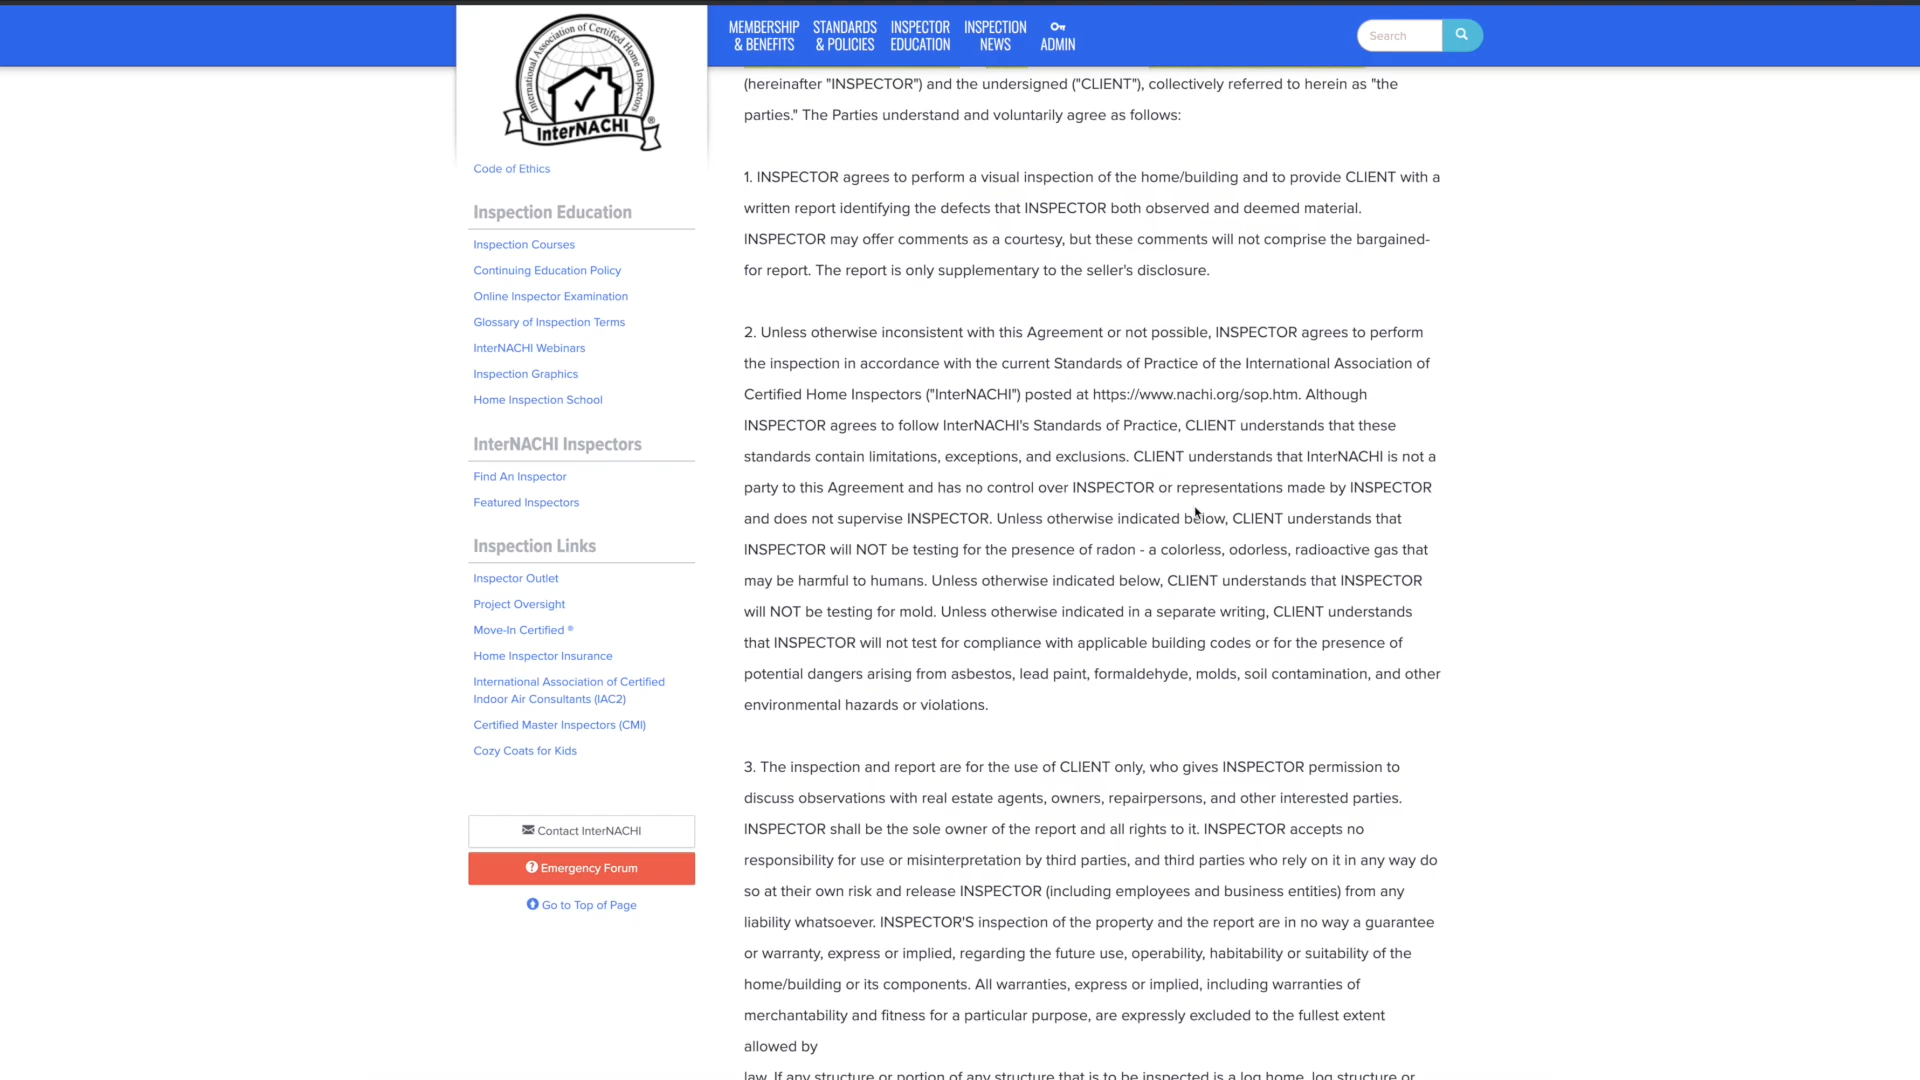 MEMBERSHIP
& BENEFITS
STANDARDS
& POLICIES
INSPECTOR
EDUCATION
INSPECTION
NEWS
ADMIN
Search
International Association of Certified Home Inspectors
InterNACHI ®
Code of Ethics
Inspection Education
Inspection Courses
Continuing Education Policy
Online Inspector Examination
Glossary of Inspection Terms
InterNACHI Webinars
Inspection Graphics
Home Inspection School
InterNACHI Inspectors
Find An Inspector
Featured Inspectors
Inspection Links
Inspector Outlet
Project Oversight
Move-In Certified ®
Home Inspector Insurance
International Association of Certified
Indoor Air Consultants (IAC2)
Certified Master Inspectors (CMI)
Cozy Coats for Kids
Contact InterNACHI
Emergency Forum
Go to Top of Page
(hereinafter "INSPECTOR") and the undersigned ("CLIENT"), collectively referred to herein as "the
parties." The Parties understand and voluntarily agree as follows:
1. INSPECTOR agrees to perform a visual inspection of the home/building and to provide CLIENT with a
written report identifying the defects that INSPECTOR both observed and deemed material.
INSPECTOR may offer comments as a courtesy, but these comments will not comprise the bargained-
for report. The report is only supplementary to the seller's disclosure.
2. Unless otherwise inconsistent with this Agreement or not possible, INSPECTOR agrees to perform
the inspection in accordance with the current Standards of Practice of the International Association of
Certified Home Inspectors ("InterNACHI") posted at https://www.nachi.org/sop.htm. Although
INSPECTOR agrees to follow InterNACHI's Standards of Practice, CLIENT understands that these
standards contain limitations, exceptions, and exclusions. CLIENT understands that InterNACHI is not a
party to this Agreement and has no control over INSPECTOR or representations made by INSPECTOR
and does not supervise INSPECTOR. Unless otherwise indicated below, CLIENT understands that
INSPECTOR will NOT be testing for the presence of radon - a colorless, odorless, radioactive gas that
may be harmful to humans. Unless otherwise indicated below, CLIENT understands that INSPECTOR
will NOT be testing for mold. Unless otherwise indicated in a separate writing, CLIENT understands
that INSPECTOR will not test for compliance with applicable building codes or for the presence of
potential dangers arising from asbestos, lead paint, formaldehyde, molds, soil contamination, and other
environmental hazards or violations.
3. The inspection and report are for the use of CLIENT only, who gives INSPECTOR permission to
discuss observations with real estate agents, owners, repairpersons, and other interested parties.
INSPECTOR shall be the sole owner of the report and all rights to it. INSPECTOR accepts no
responsibility for use or misinterpretation by third parties, and third parties who rely on it in any way do
so at their own risk and release INSPECTOR (including employees and business entities) from any
liability whatsoever. INSPECTOR'S inspection of the property and the report are in no way a guarantee
or warranty, express or implied, regarding the future use, operability, habitability or suitability of the
home/building or its components. All warranties, express or implied, including warranties of
merchantability and fitness for a particular purpose, are expressly excluded to the fullest extent
allowed by
law. If any structure or portion of any structure that is to be inspected is a log home, log structure or